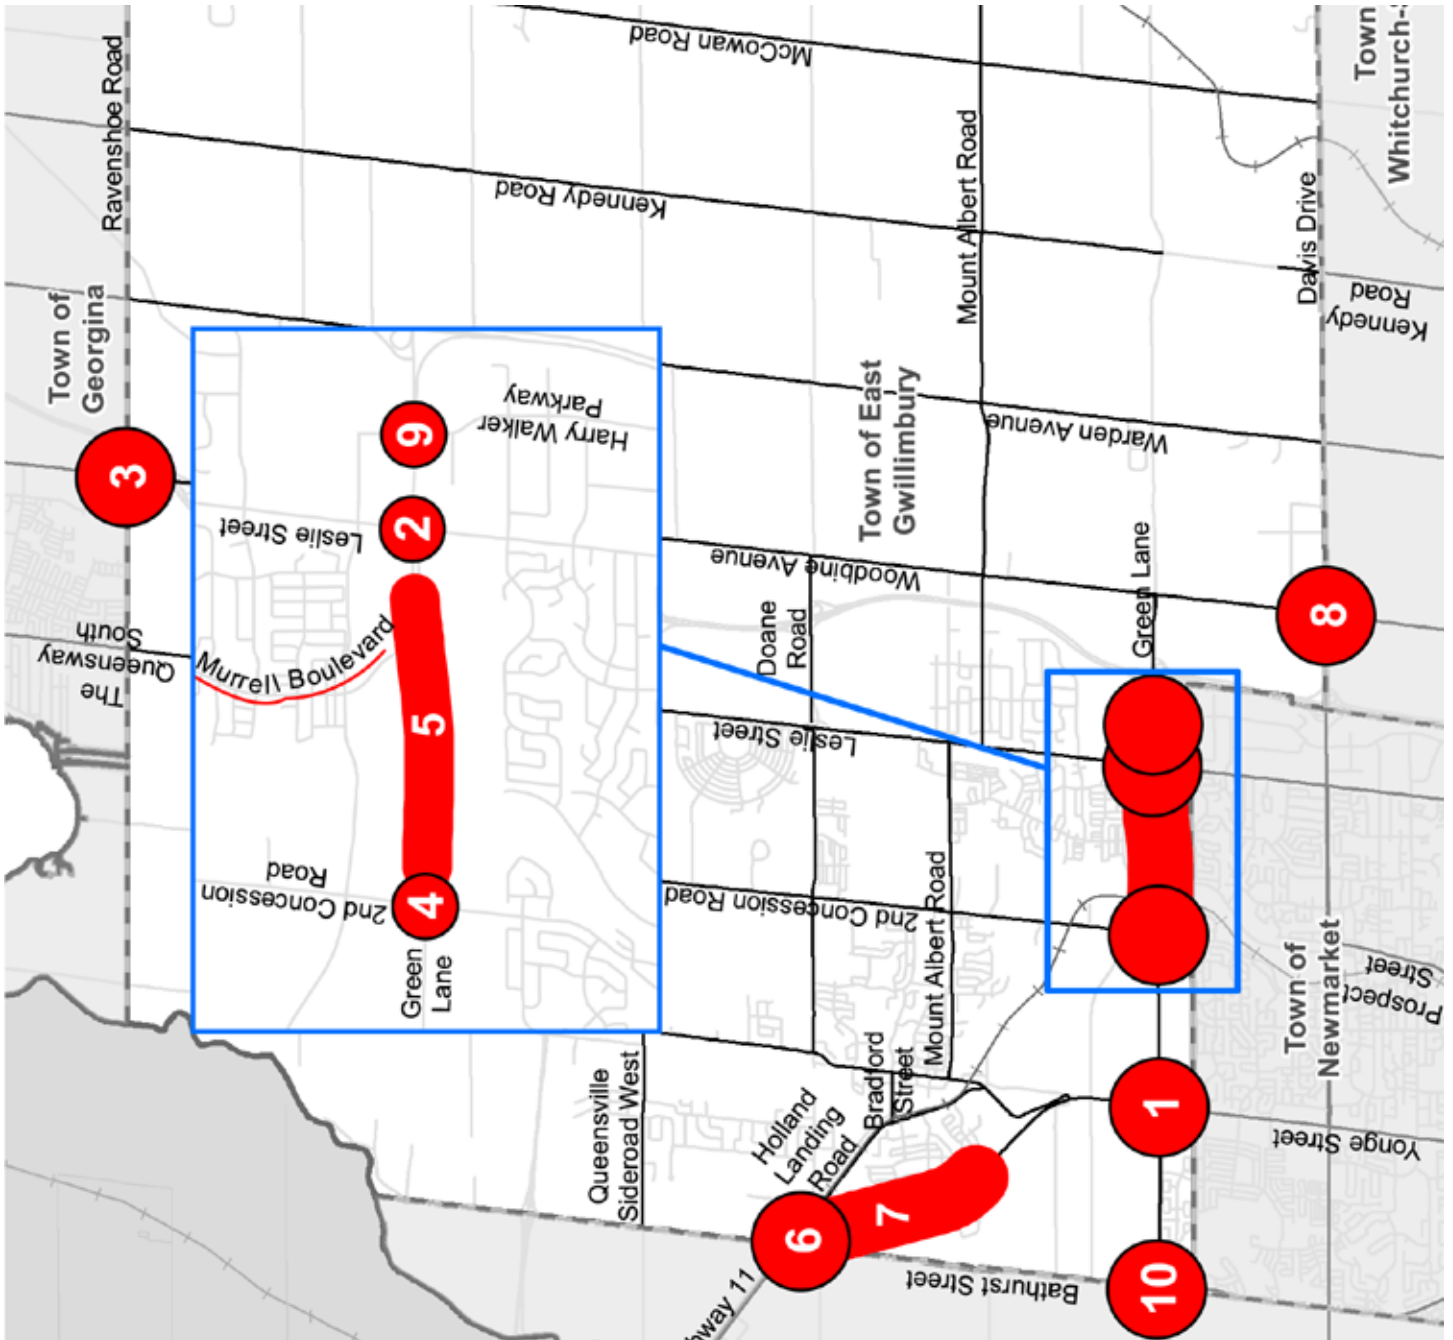 McCowan Road
Town
Whitchurch-
Ravenshoe Road
Kennedy Road
Mount Albert Road
Davis Drive
Kennedy
Road
Town of
Georgina
Town of East
Gwillimbury
Warden Avenue
Harry Walker
Parkway
3
9
2
Leslie Street
Woodbine Avenue
Green Lane
8
The
Queensway
South
Murrell Boulevard
Doane
Road
5
Leslie Street
2nd Concession
Road
4
Green
Lane
2nd Concession Road
Mount Albert Road
Town of
Newmarket
Prospect
Street
Queensville
Sideroad West
Holland
Landing
Road
Bradford
Street
1
Yonge Street
6
7
Bathurst Street
10
hway 11